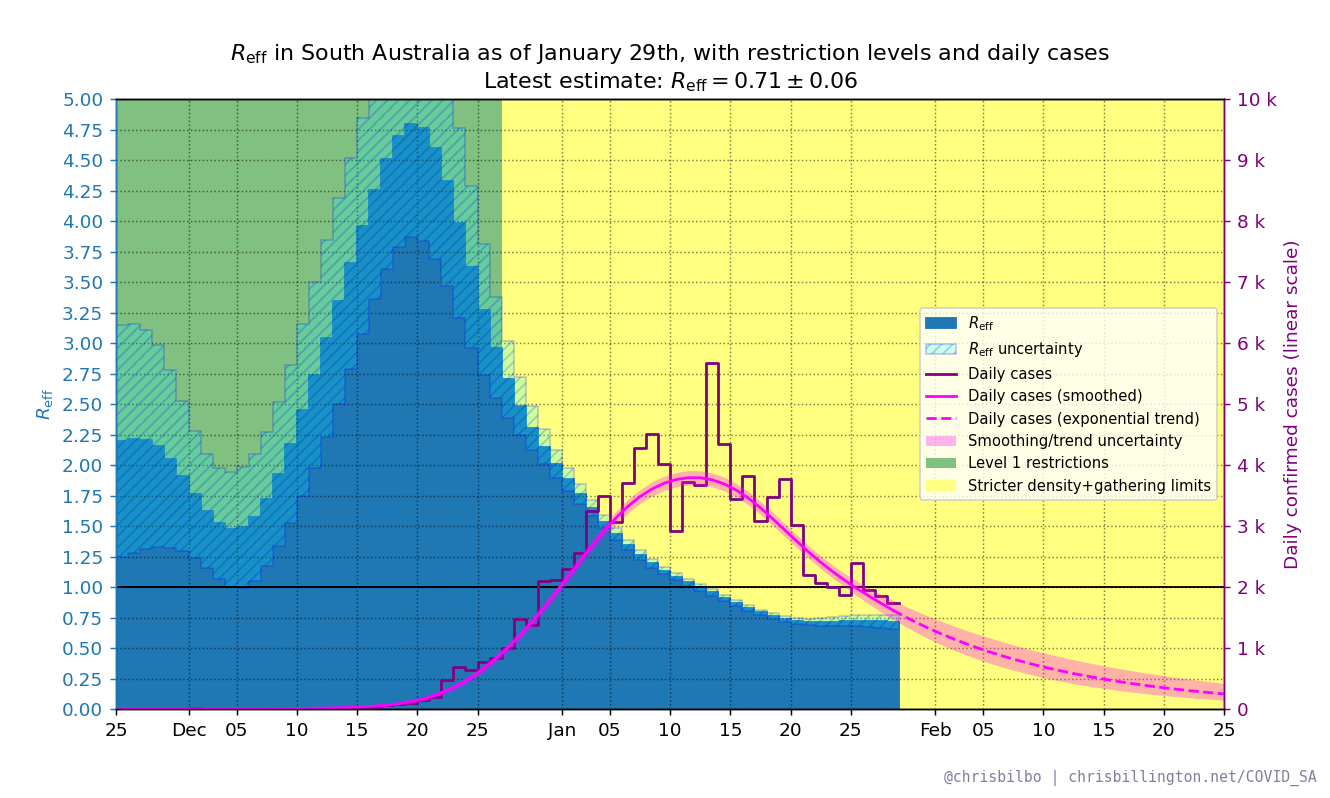 R_eff in South Australia as of January 29th, with restriction levels and daily cases
Latest estimate: R_eff = 0.71 ± 0.06
5.00
4.75
4.50
4.25
4.00
3.75
3.50
3.25
3.00
2.75
2.50
2.25
2.00
1.75
1.50
1.25
1.00
0.75
0.50
0.25
0.00
R_eff
10 k
9 k
8 k
7 k
6 k
5 k
4 k
3 k
2 k
1 k
0
Daily confirmed cases (linear scale)
R_eff
R_eff uncertainty
Daily cases
Daily cases (smoothed)
Daily cases (exponential trend)
Smoothing/trend uncertainty
Level 1 restrictions
Stricter density+gathering limits
25 Dec 05 10 15 20 25 Jan 05 10 15 20 25 Feb 05 10 15 20 25
@chrisbilbo | chrisbillington.net/COVID_SA